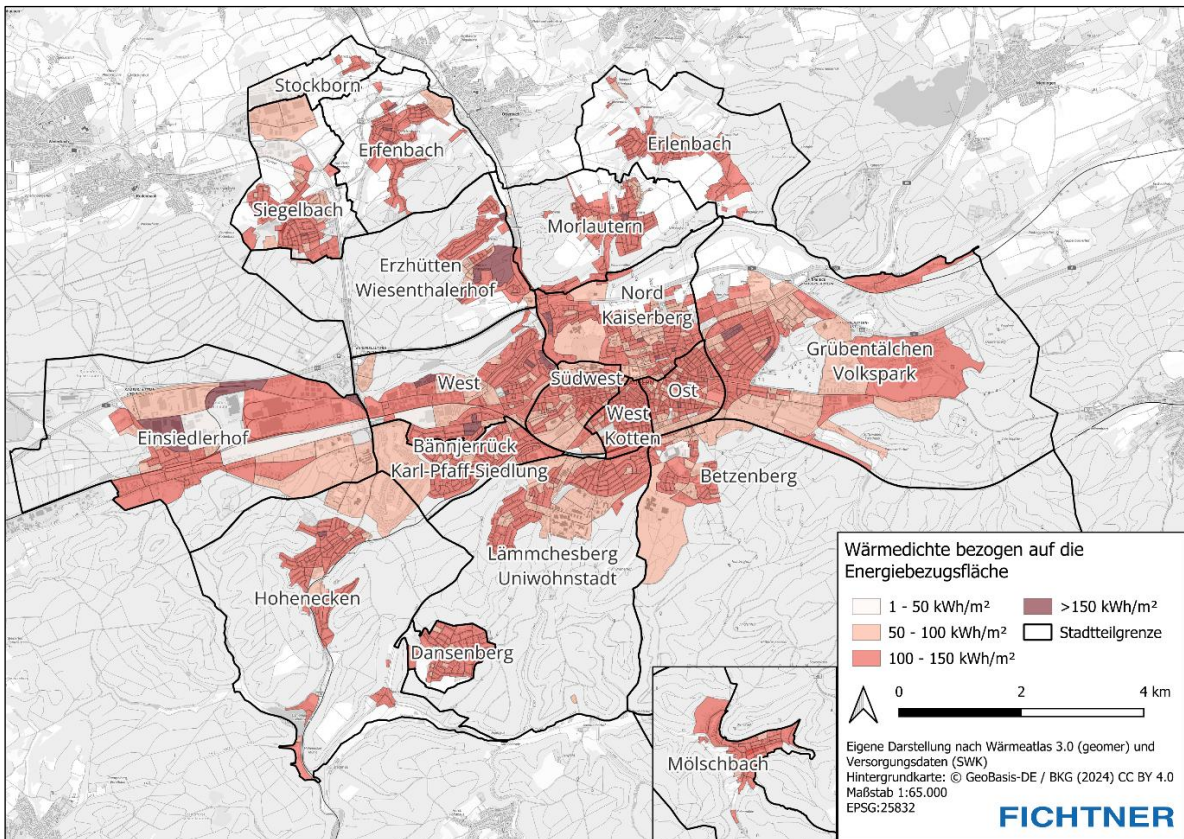 Stockborn
Erfenbach
Erlenbach
Siegelbach
Morlautern
Erzhütten
Wiesenthalerhof
Nord
Kaiserberg
Grübentälchen
Volkspark
West
Südwest
Ost
Einsiedlerhof
West
Kotten
Bännjerrück
Karl-Pfaff-Siedlung
Betzenberg
Lämmchesberg
Uniwohnstadt
Hohenecken
Dansenberg
Mölschbach
Wärmedichte bezogen auf die
Energiebezugsfläche
1 - 50 kWh/m² >150 kWh/m²
50 - 100 kWh/m² Stadtteilgrenze
100 - 150 kWh/m²
0 2 4 km
Eigene Darstellung nach Wärmeatlas 3.0 (geomer) und
Versorgungsdaten (SWK)
Hintergrundkarte: © GeoBasis-DE / BKG (2024) CC BY 4.0
Maßstab 1:65.000
EPSG:25832
FICHTNER